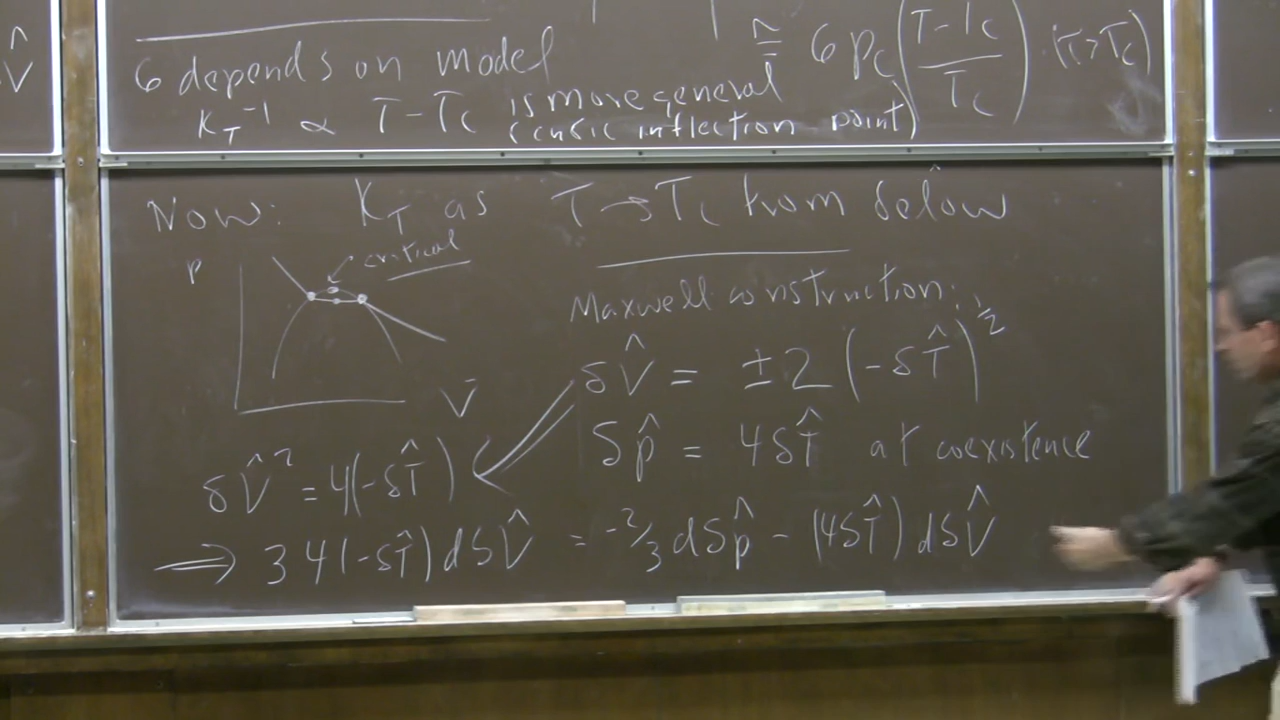 V̂
6 depends on model
≅ 6 p_c ((T-T_c)/T_c) · (T>T_c)
K_T^-1 ∝ T-T_c is more general
(cubic inflection point)
Now: K_T as T → T_c from below
critical
p
V̄
Maxwell construction:
δV̂ = ±2 (-δT̂)^1/2
δp̂ = 4δT̂ at coexistence
δV̂² = 4(-δT̂)
⟹ 3 4(-δT̂) dδV̂ = -2/3 dδp̂ - (4δT̂) dδV̂